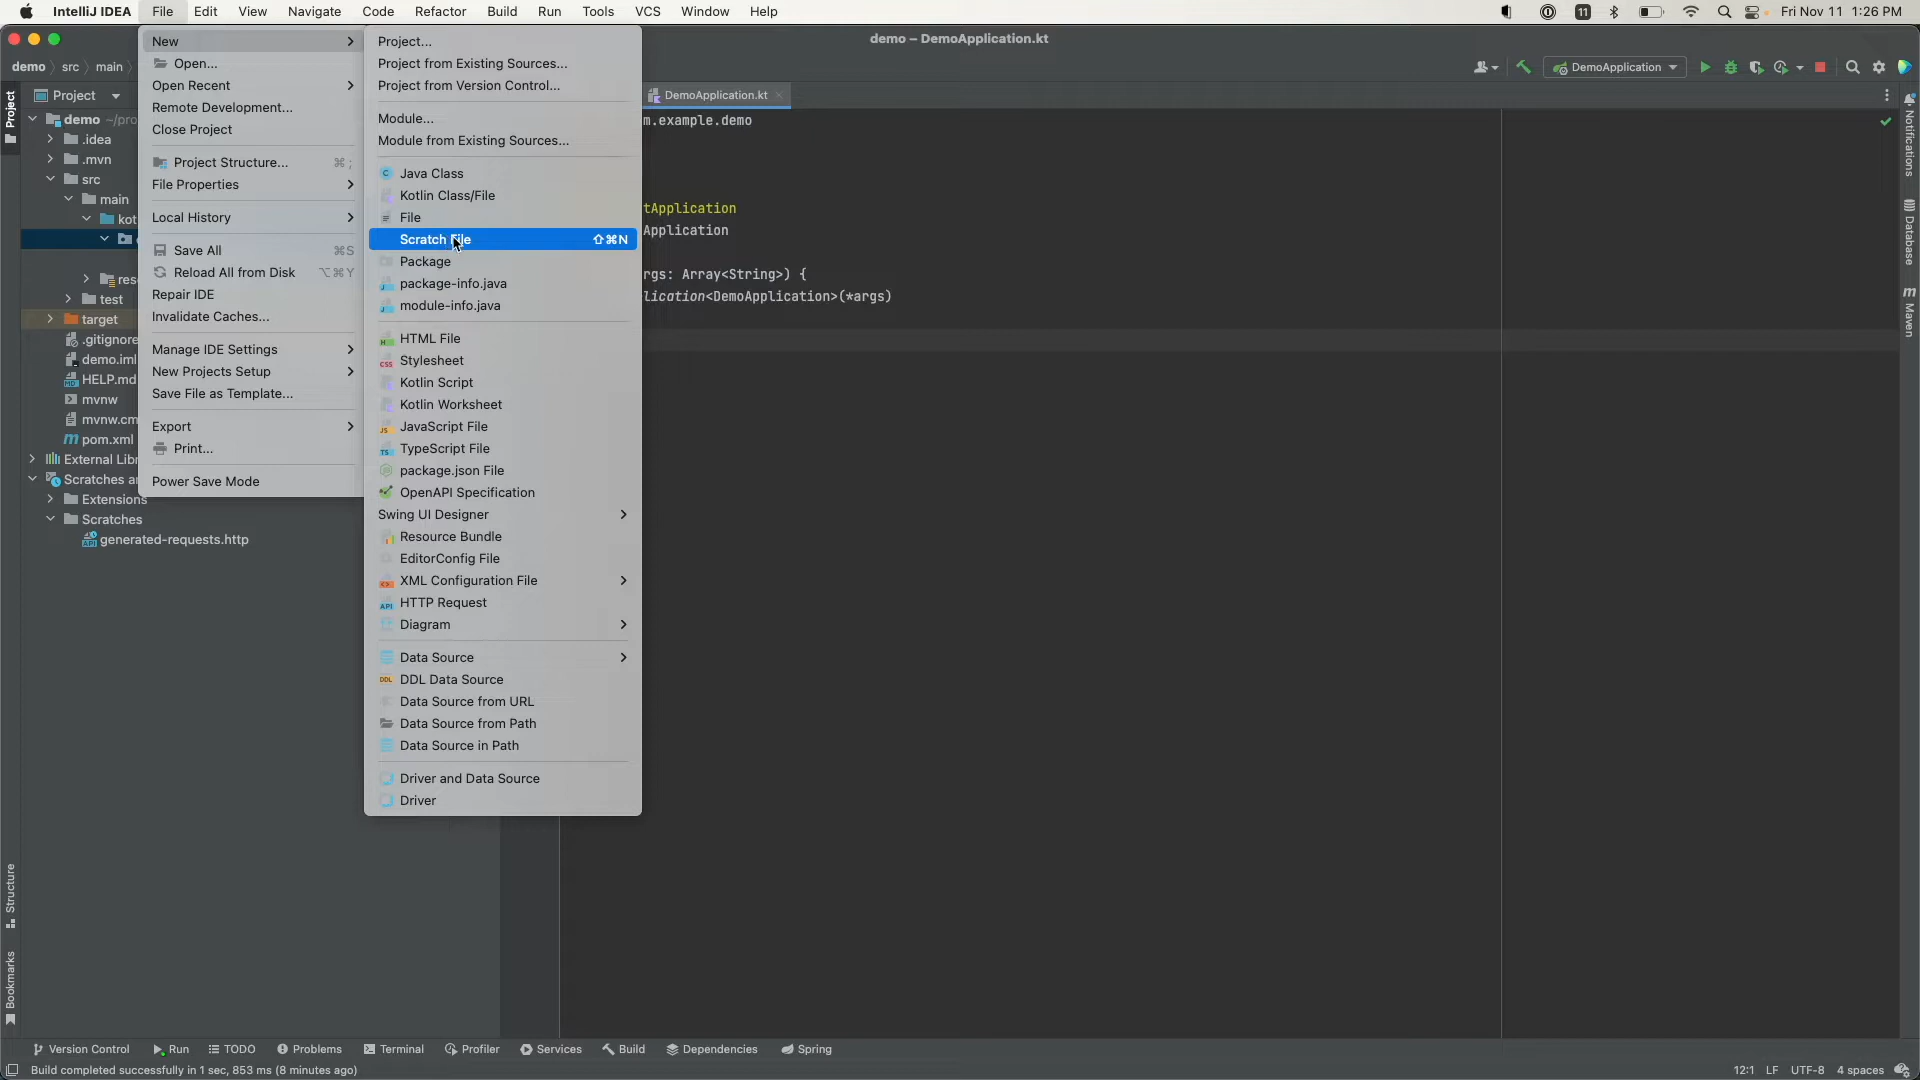 IntelliJ IDEA File Edit View Navigate Code Refactor Build Run Tools VCS Window Help 11 Fri Nov 11 1:26 PM
demo – DemoApplication.kt
demo src main
DemoApplication
Project
Project
DemoApplication.kt
New
Open...
Open Recent
Remote Development...
Close Project
Project Structure... ⌘ ;
File Properties
Local History
Save All ⌘S
Reload All from Disk ⌥⌘Y
Repair IDE
Invalidate Caches...
Manage IDE Settings
New Projects Setup
Save File as Template...
Export
Print...
Power Save Mode
Project...
Project from Existing Sources...
Project from Version Control...
Module...
Module from Existing Sources...
Java Class
Kotlin Class/File
File
Scratch File ⇧⌘N
Package
package-info.java
module-info.java
HTML File
Stylesheet
Kotlin Script
Kotlin Worksheet
JavaScript File
TypeScript File
package.json File
OpenAPI Specification
Swing UI Designer
Resource Bundle
EditorConfig File
XML Configuration File
HTTP Request
Diagram
Data Source
DDL Data Source
Data Source from URL
Data Source from Path
Data Source in Path
Driver and Data Source
Driver
demo ~/pro
.idea
.mvn
src
main
kot
res
test
target
.gitignore
demo.iml
HELP.md
mvnw
mvnw.cm
pom.xml
External Libr
Scratches an
Extensions
Scratches
generated-requests.http
m.example.demo
tApplication
Application
rgs: Array<String>) {
lication<DemoApplication>(*args)
Notifications
Database
Maven
Structure
Bookmarks
Version Control Run TODO Problems Terminal Profiler Services Build Dependencies Spring
Build completed successfully in 1 sec, 853 ms (8 minutes ago) 12:1 LF UTF-8 4 spaces